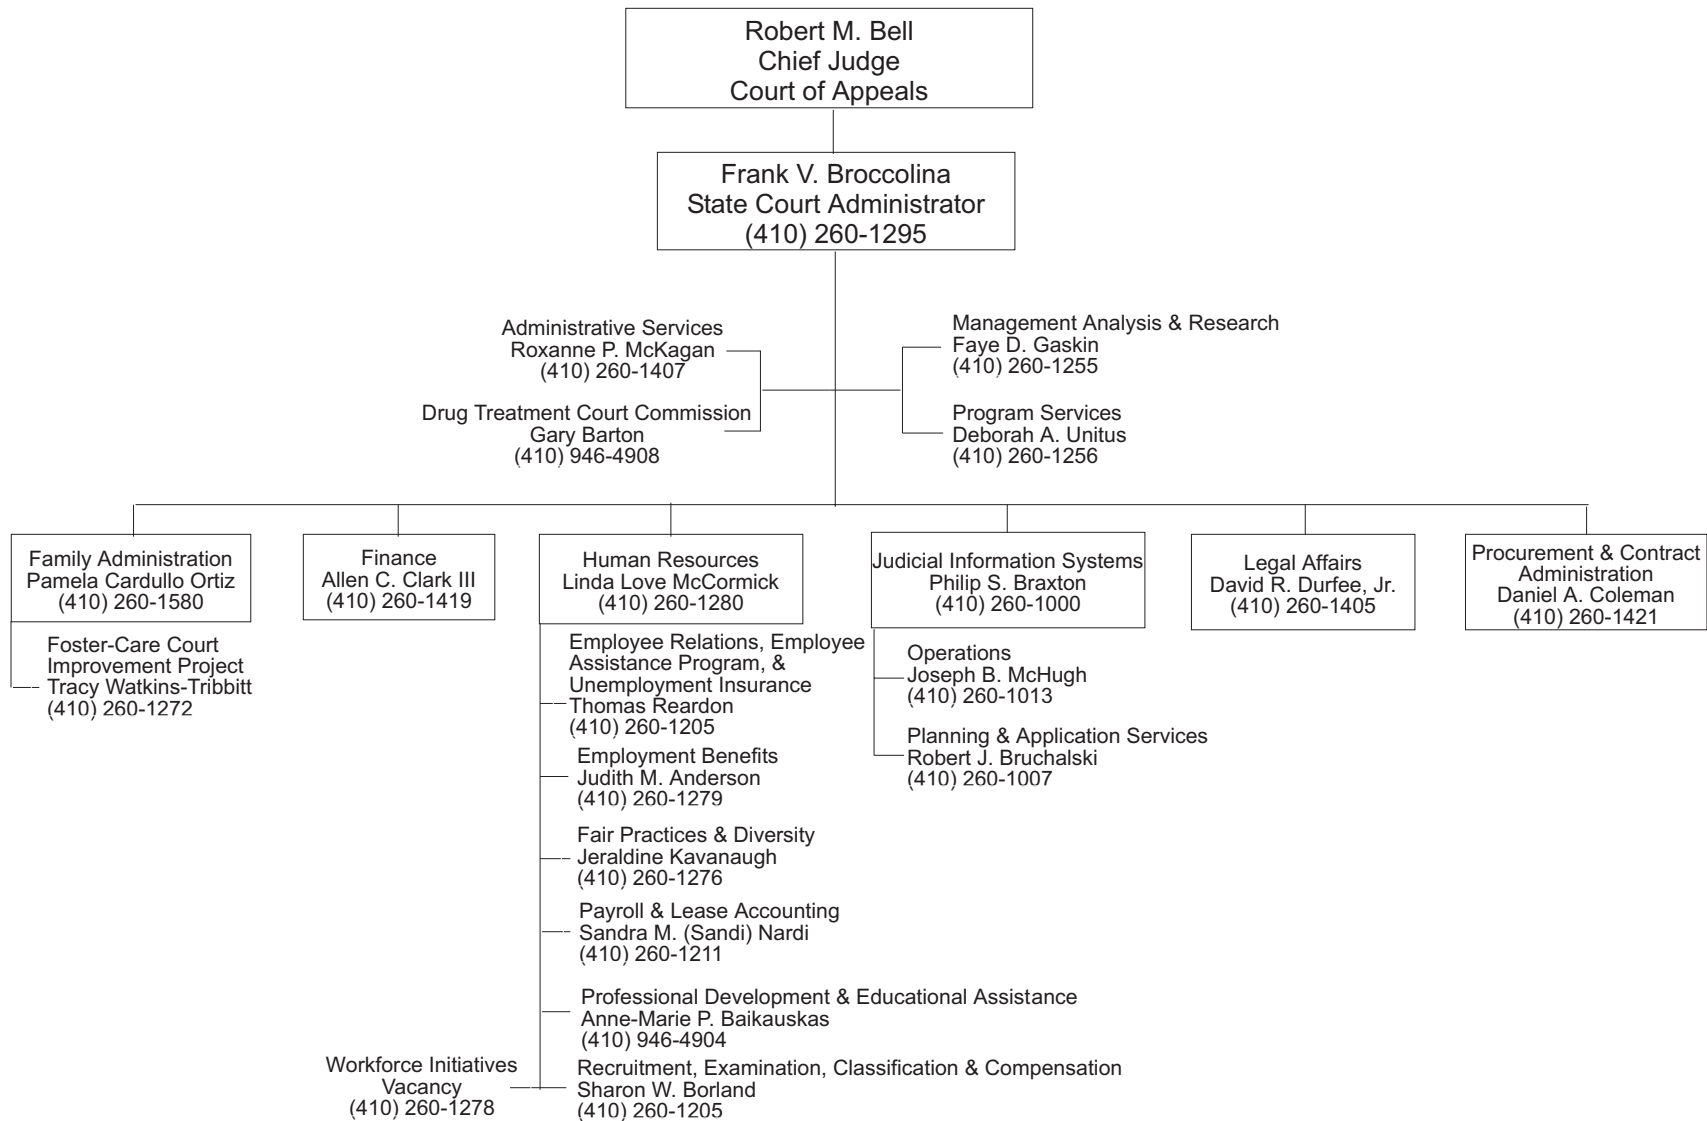 Robert M. Bell
Chief Judge
Court of Appeals
Frank V. Broccolina
State Court Administrator
(410) 260-1295
Administrative Services
Roxanne P. McKagan
(410) 260-1407
Drug Treatment Court Commission
Gary Barton
(410) 946-4908
Management Analysis & Research
Faye D. Gaskin
(410) 260-1255
Program Services
Deborah A. Unitus
(410) 260-1256
Family Administration
Pamela Cardullo Ortiz
(410) 260-1580
Foster-Care Court
Improvement Project
Tracy Watkins-Tribbitt
(410) 260-1272
Finance
Allen C. Clark III
(410) 260-1419
Human Resources
Linda Love McCormick
(410) 260-1280
Employee Relations, Employee
Assistance Program, &
Unemployment Insurance
Thomas Reardon
(410) 260-1205
Employment Benefits
Judith M. Anderson
(410) 260-1279
Fair Practices & Diversity
Jeraldine Kavanaugh
(410) 260-1276
Payroll & Lease Accounting
Sandra M. (Sandi) Nardi
(410) 260-1211
Professional Development & Educational Assistance
Anne-Marie P. Baikauskas
(410) 946-4904
Recruitment, Examination, Classification & Compensation
Sharon W. Borland
(410) 260-1205
Workforce Initiatives
Vacancy
(410) 260-1278
Judicial Information Systems
Philip S. Braxton
(410) 260-1000
Operations
Joseph B. McHugh
(410) 260-1013
Planning & Application Services
Robert J. Bruchalski
(410) 260-1007
Legal Affairs
David R. Durfee, Jr.
(410) 260-1405
Procurement & Contract
Administration
Daniel A. Coleman
(410) 260-1421